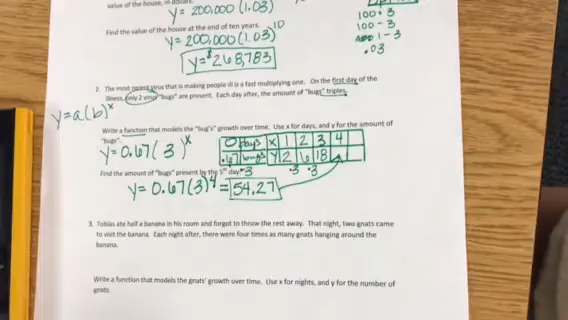 value of the house, in dollars.
y = 200,000 (1.03)
Find the value of the house at the end of ten years.
y = 200,000 (1.03)^10
y = $268,783
100 + 3
100 - 3
1 - 3
.03
2. The most recent virus that is making people ill is a fast multiplying one. On the first day of the
illness, only 2 virus "bugs" are present. Each day after, the amount of "bugs" triples.
y = a(b)^x
Write a function that models the "bug's" growth over time. Use x for days, and y for the amount of
"bugs".
y = 0.67 ( 3 )^x
0 days x 1 2 3 4
.67 bugs y 2 6 18
Find the amount of "bugs" present by the 5th day.
·3 ·3 ·3
y = 0.67 (3)^4 = 54.27
3. Tobias ate half a banana in his room and forgot to throw the rest away. That night, two gnats came
to visit the banana. Each night after, there were four times as many gnats hanging around the
banana.
Write a function that models the gnats' growth over time. Use x for nights, and y for the number of
gnats.